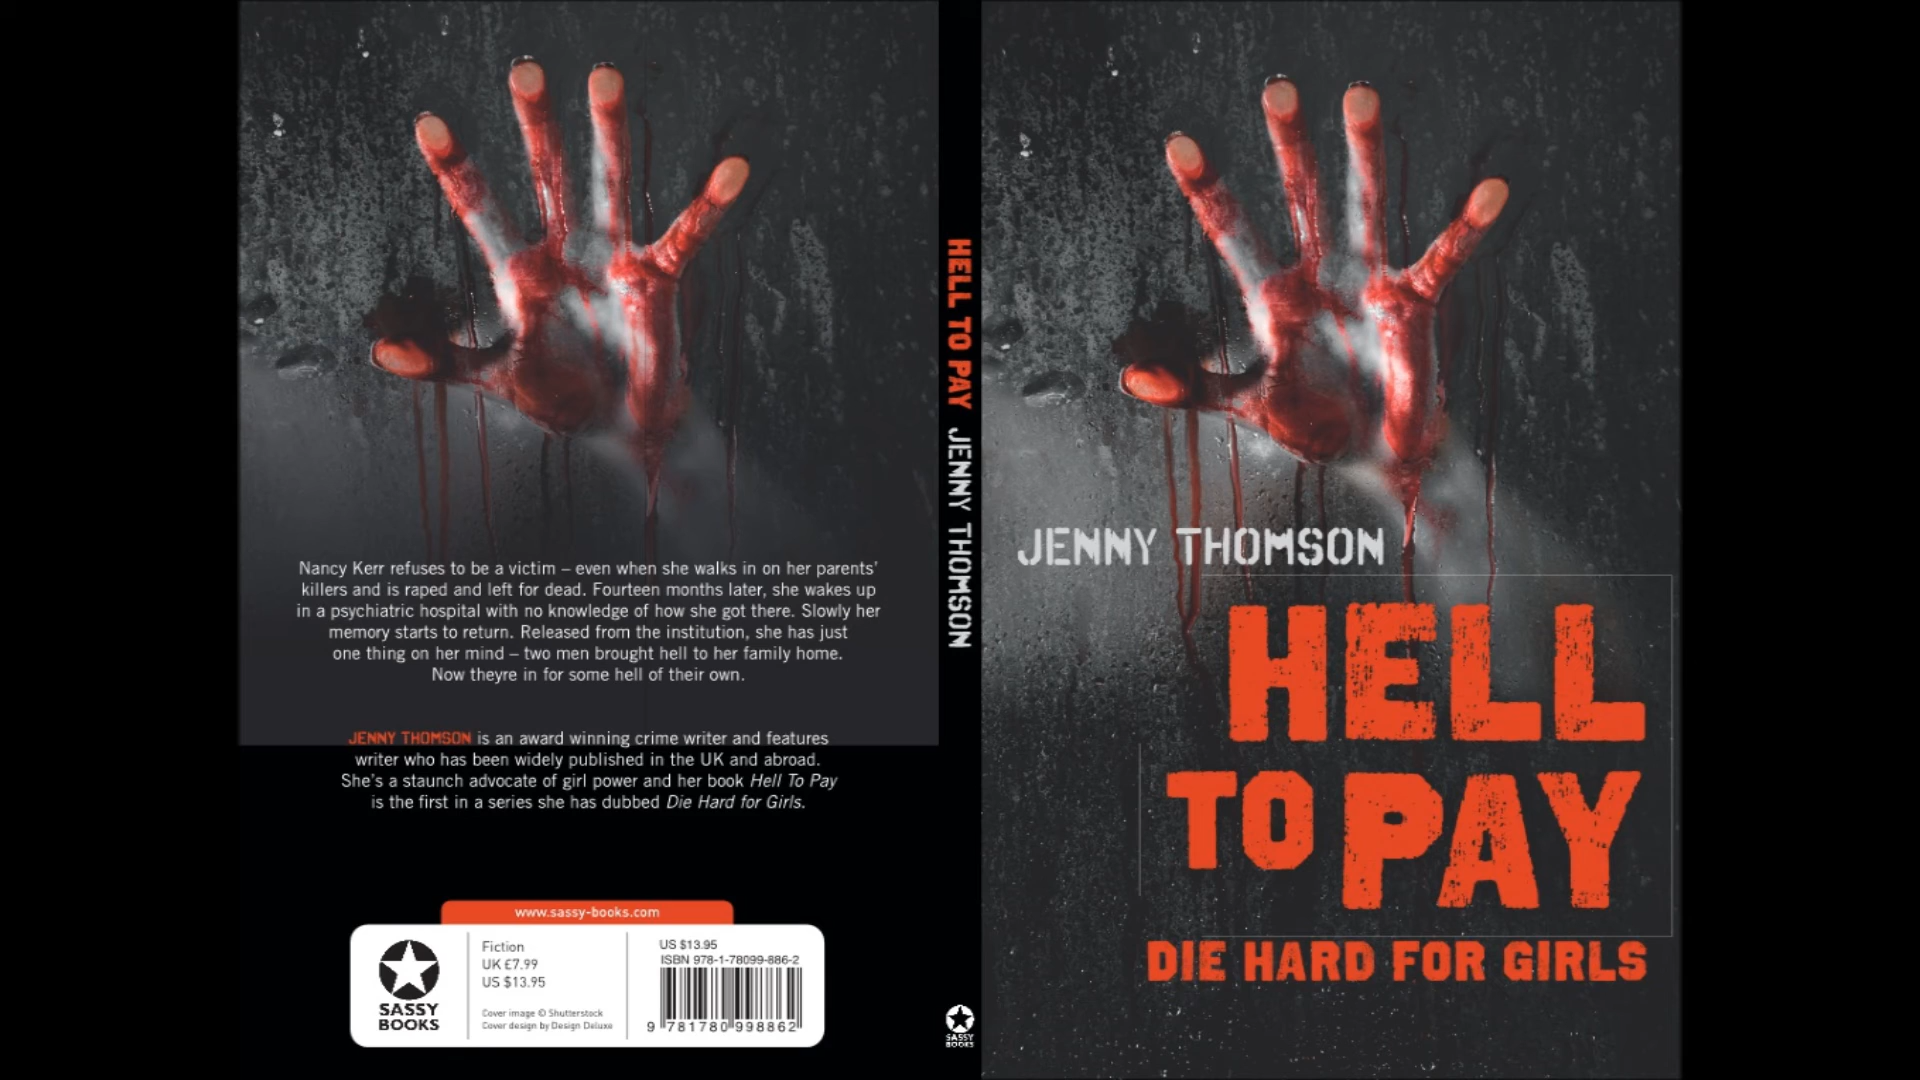 Nancy Kerr refuses to be a victim – even when she walks in on her parents’
killers and is raped and left for dead. Fourteen months later, she wakes up
in a psychiatric hospital with no knowledge of how she got there. Slowly her
memory starts to return. Released from the institution, she has just
one thing on her mind – two men brought hell to her family home.
Now theyre in for some hell of their own.
JENNY THOMSON is an award winning crime writer and features
writer who has been widely published in the UK and abroad.
She's a staunch advocate of girl power and her book Hell To Pay
is the first in a series she has dubbed Die Hard for Girls.
www.sassy-books.com
SASSY
BOOKS
Fiction
UK £7.99
US $13.95
Cover image © Shutterstock
Cover design by Design Deluxe
US $13.95
ISBN 978-1-78099-886-2
9 781780 998862
HELL TO PAY JENNY THOMSON
SASSY
BOOKS
JENNY THOMSON
HELL
TO PAY
DIE HARD FOR GIRLS